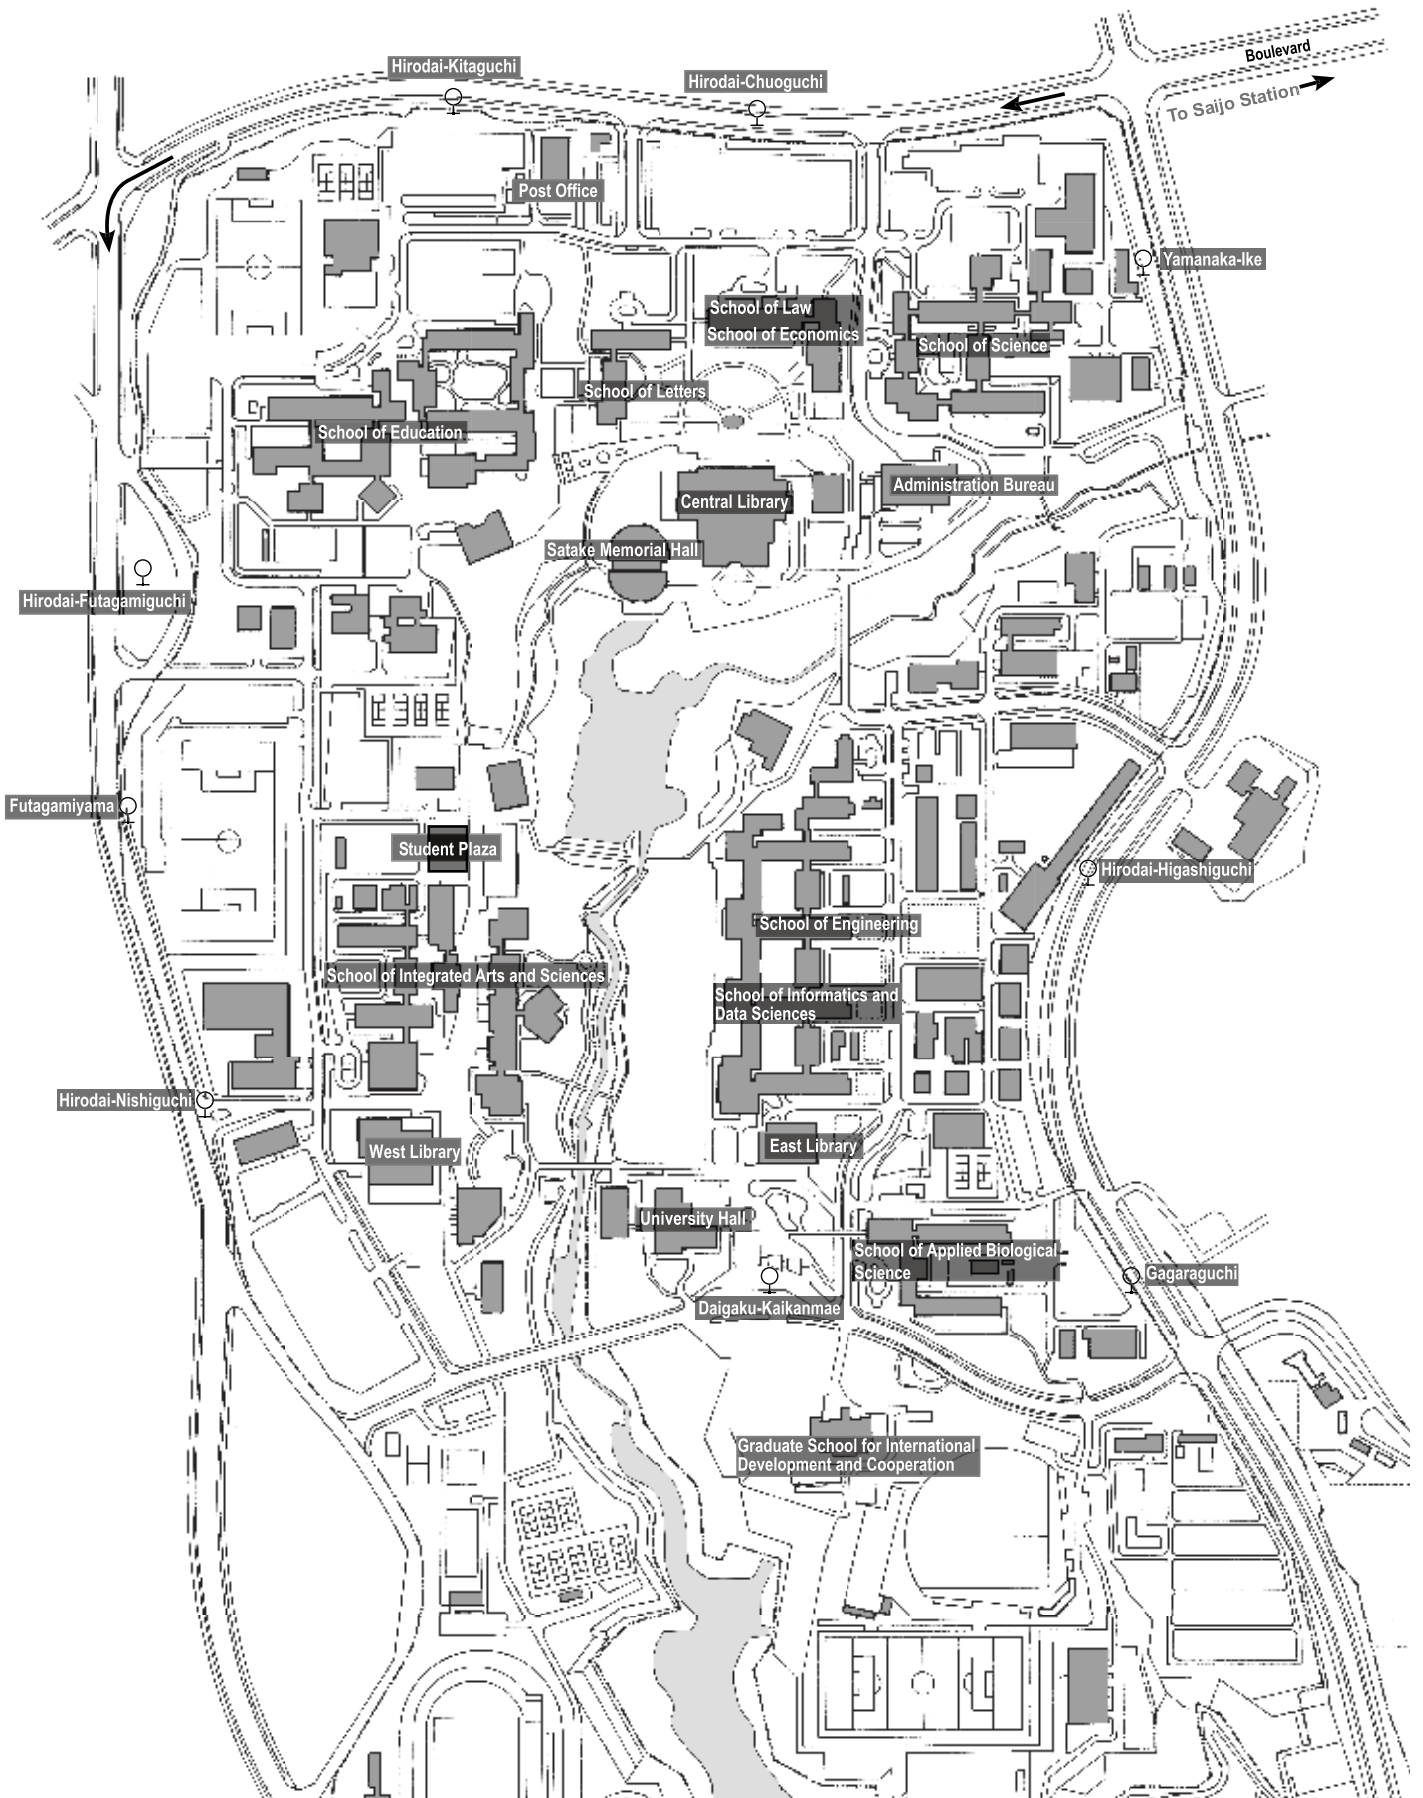 Boulevard
Hirodai-Kitaguchi
Hirodai-Chuoguchi
To Saijo Station
Post Office
Yamanaka-Ike
School of Law
School of Economics
School of Science
School of Letters
School of Education
Administration Bureau
Central Library
Satake Memorial Hall
Hirodai-Futagamiguchi
Futagamiyama
Student Plaza
Hirodai-Higashiguchi
School of Engineering
School of Integrated Arts and Sciences
School of Informatics and
Data Sciences
Hirodai-Nishiguchi
East Library
West Library
University Hall
School of Applied Biological
Science
Gagaraguchi
Daigaku-Kaikanmae
Graduate School for International
Development and Cooperation